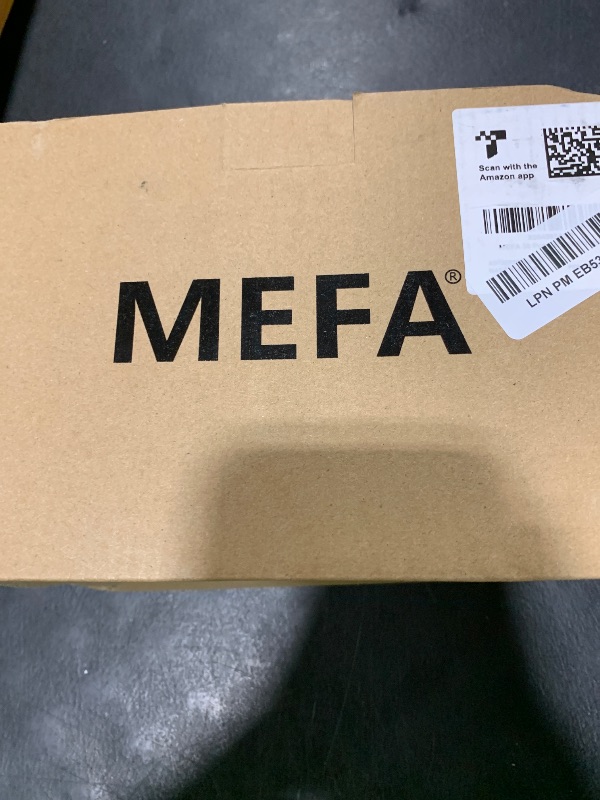 Scan with the
Amazon app
LPN PM EB53
MEFA®